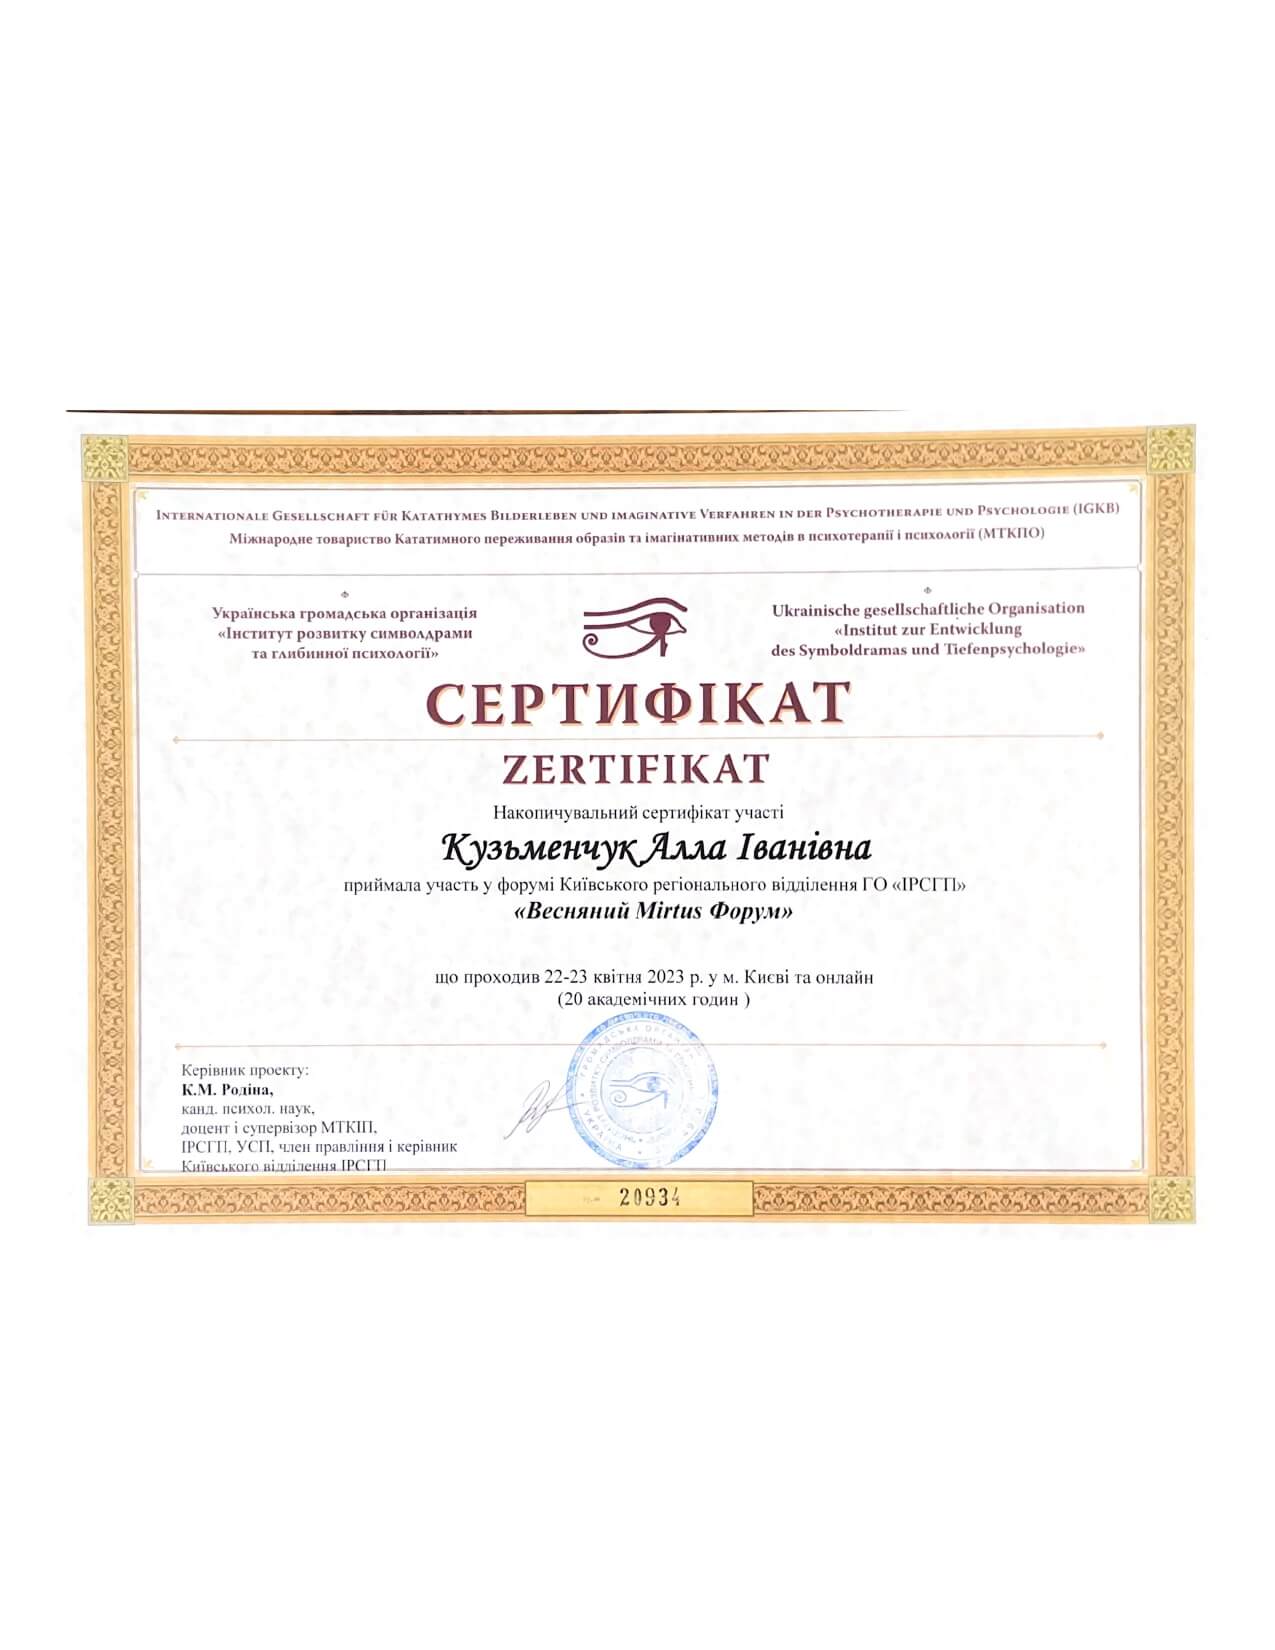 INTERNATIONALE GESELLSCHAFT FÜR KATATHYMES BILDERLEBEN UND IMAGINATIVE VERFAHREN IN DER PSYCHOTHERAPIE UND PSYCHOLOGIE (IGKB)
Міжнародне товариство Кататимного переживання образів та імагінативних методів в психотерапії і психології (МТКПО)
Українська громадська організація
«Інститут розвитку символдрами
та глибинної психології»
Ukrainische gesellschaftliche Organisation
«Institut zur Entwicklung
des Symboldramas und Tiefenpsychologie»
СЕРТИФІКАТ
ZERTIFIKAT
Накопичувальний сертифікат участі
Кузьменчук Алла Іванівна
приймала участь у форумі Київського регіонального відділення ГО «ІРСГП»
«Весняний Mirtus Форум»
що проходив 22-23 квітня 2023 р. у м. Києві та онлайн
(20 академічних годин )
Керівник проекту:
К.М. Родіна,
канд. психол. наук,
доцент і супервізор МТКІП,
ІРСГП, УСП, член правління і керівник
Київського відділення ІРСГП
20934